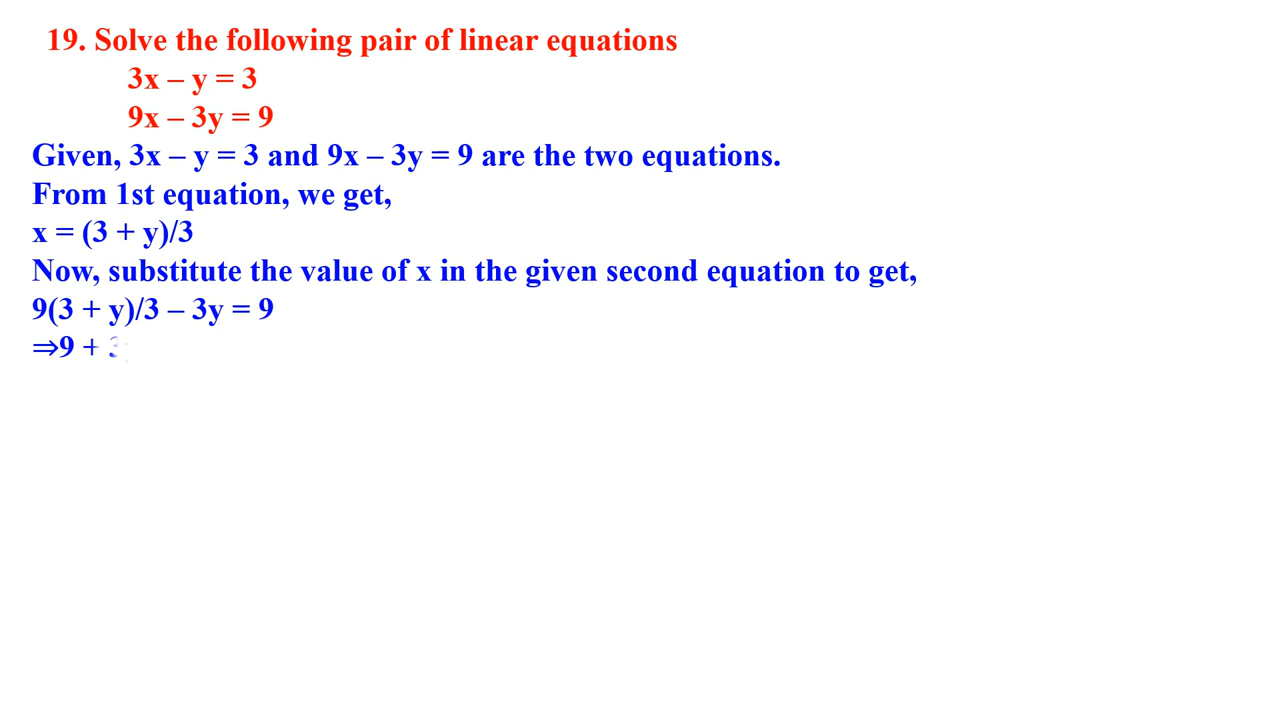 19. Solve the following pair of linear equations
3x – y = 3
9x – 3y = 9
Given, 3x – y = 3 and 9x – 3y = 9 are the two equations.
From 1st equation, we get,
x = (3 + y)/3
Now, substitute the value of x in the given second equation to get,
9(3 + y)/3 – 3y = 9
⇒9 + 3